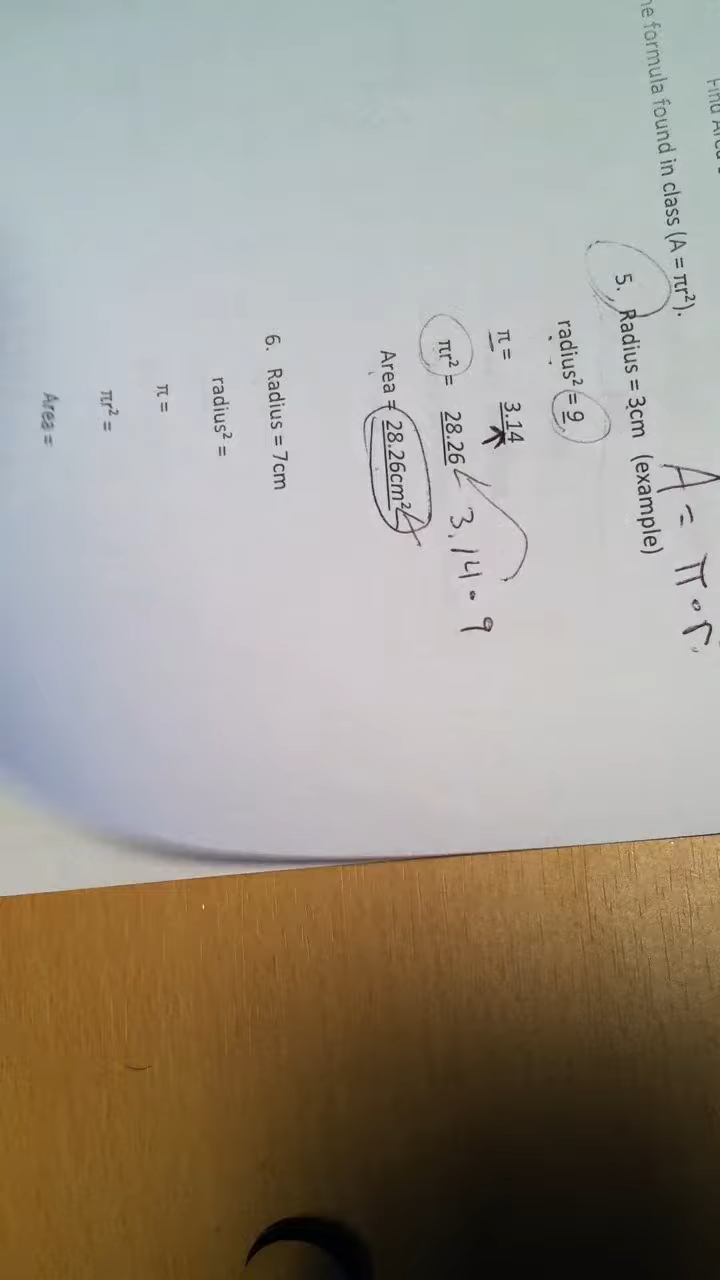 Find Area
formula found in class (A = πr²).
A = π · r
5. Radius = 3cm (example)
radius² = 9
π = 3.14
πr² = 28.26 3.14 · 9
Area = 28.26cm²
6. Radius = 7cm
radius² =
π =
πr² =
Area =